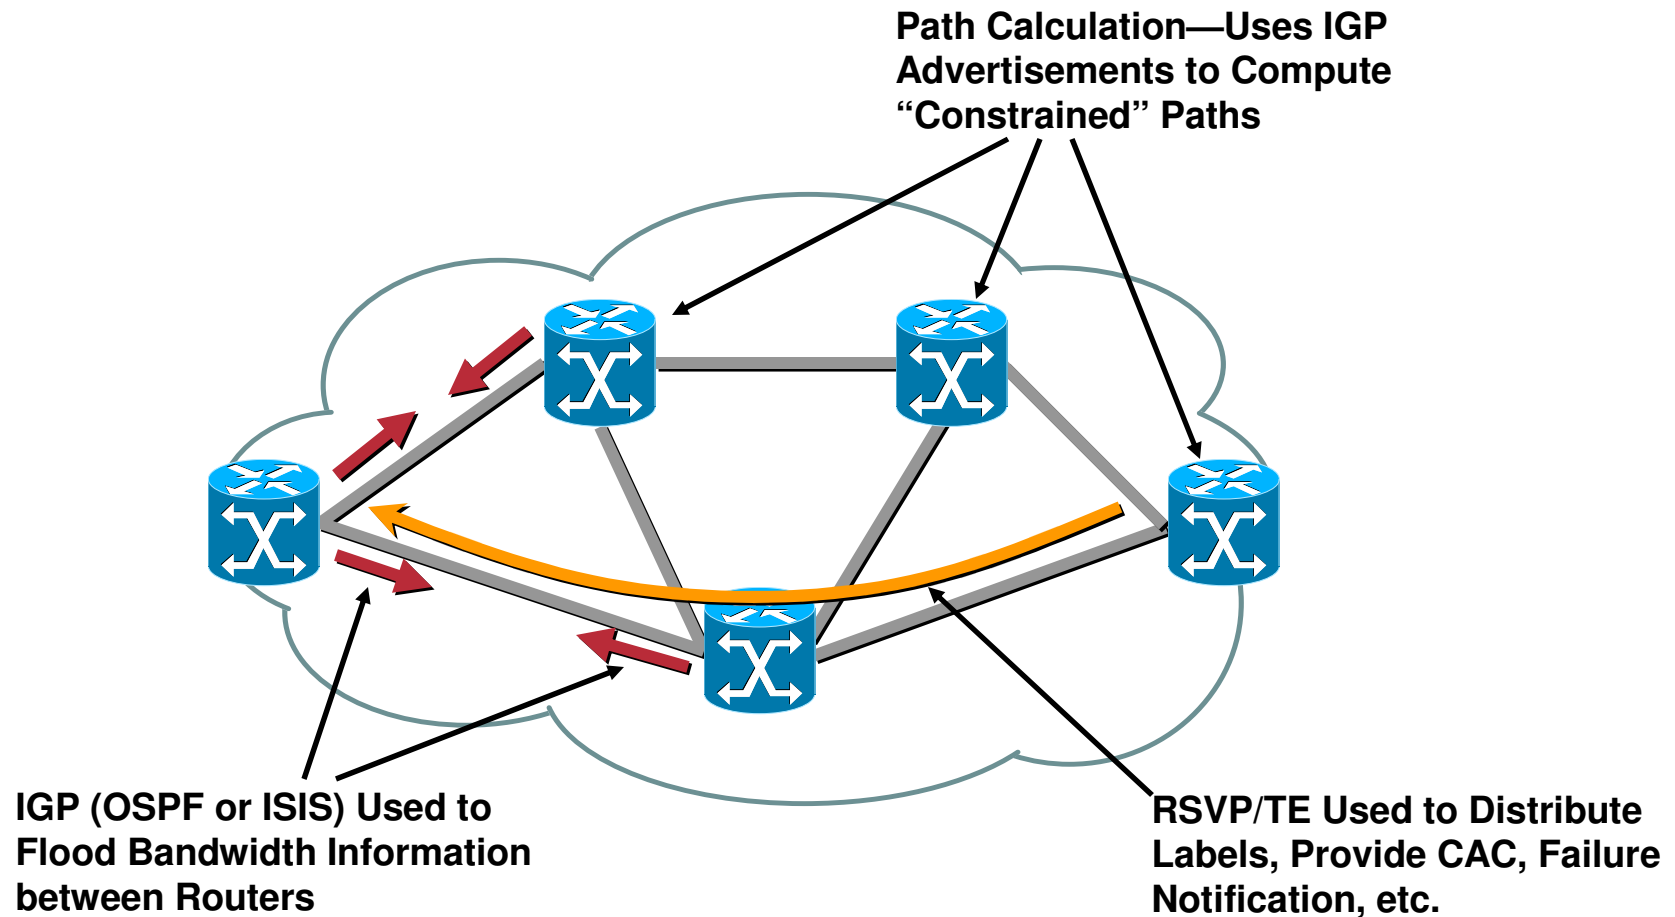 Path Calculation—Uses IGP
Advertisements to Compute
“Constrained” Paths
IGP (OSPF or ISIS) Used to
Flood Bandwidth Information
between Routers
RSVP/TE Used to Distribute
Labels, Provide CAC, Failure
Notification, etc.